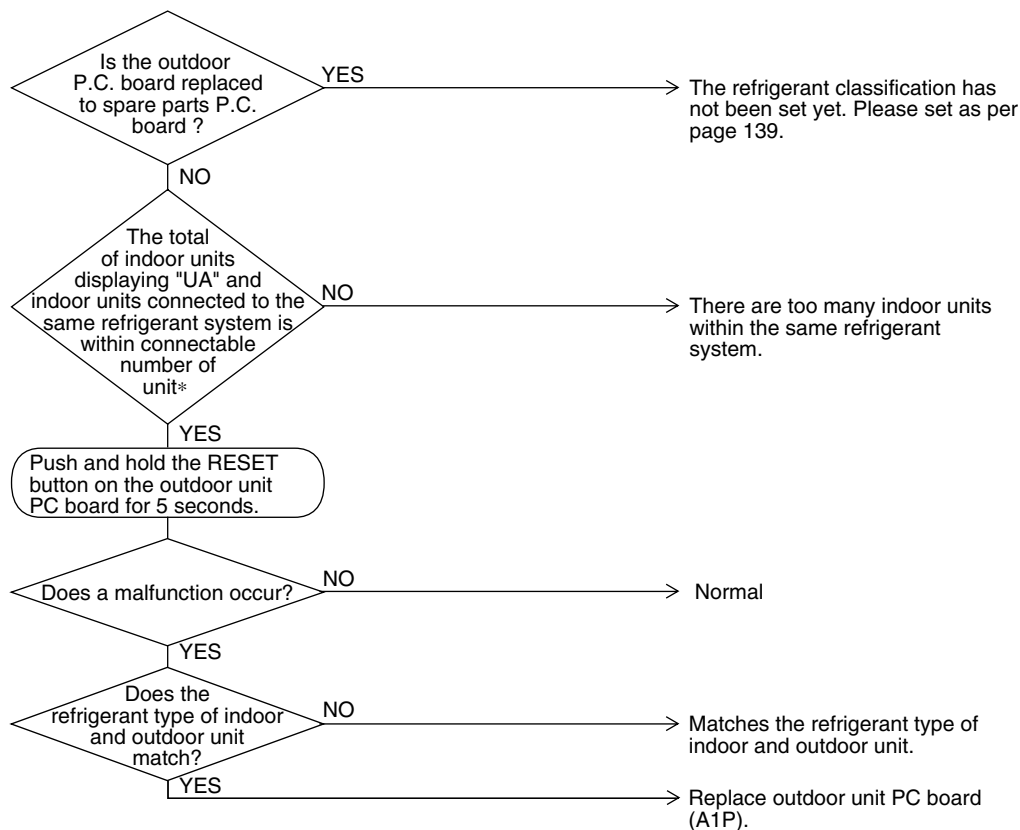 Is the outdoor
P.C. board replaced
to spare parts P.C.
board ?
YES
The refrigerant classification has
not been set yet. Please set as per
page 139.
NO
The total
of indoor units
displaying "UA" and
indoor units connected to the
same refrigerant system is
within connectable
number of
unit*
NO
There are too many indoor units
within the same refrigerant
system.
YES
Push and hold the RESET
button on the outdoor unit
PC board for 5 seconds.
Does a malfunction occur?
NO
Normal
YES
Does the
refrigerant type of indoor
and outdoor unit
match?
NO
Matches the refrigerant type of
indoor and outdoor unit.
YES
Replace outdoor unit PC board
(A1P).